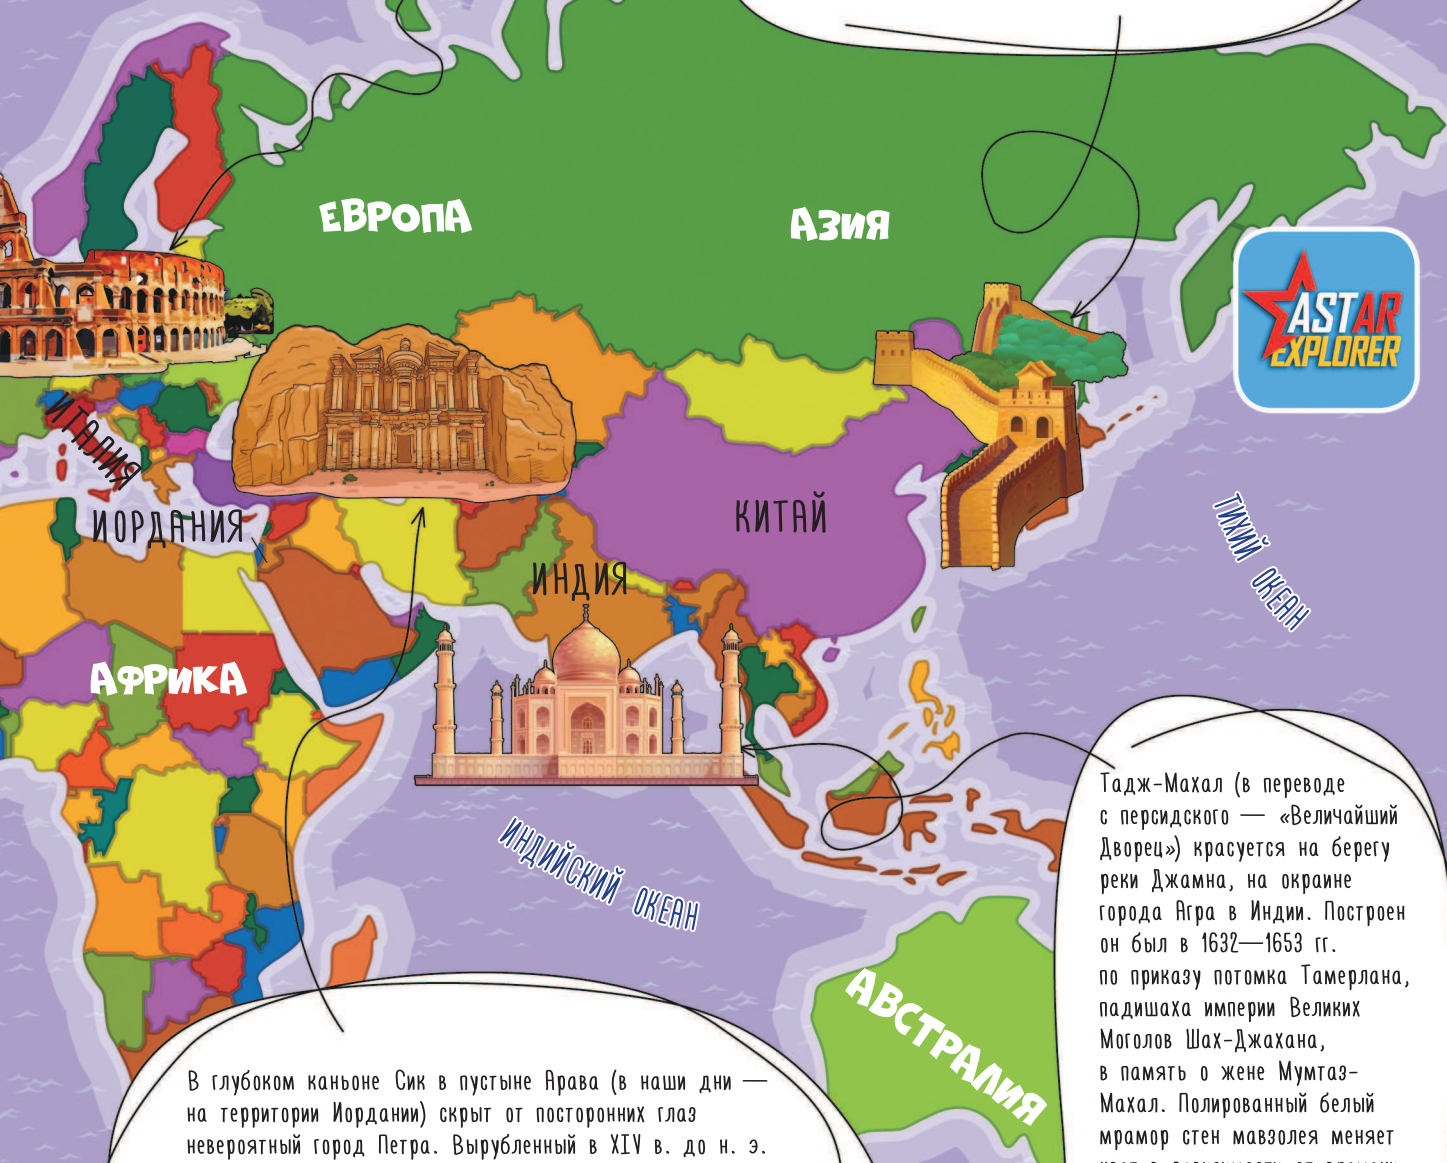 ЕВРОПА
АЗИЯ
ASTAR
EXPLORER
ИТАЛИЯ
ИОРДАНИЯ
КИТАЙ
ИНДИЯ
ТИХИЙ ОКЕАН
АФРИКА
ИНДИЙСКИЙ ОКЕАН
АВСТРАЛИЯ
Тадж-Махал (в переводе
с персидского — «Величайший
Дворец») красуется на берегу
реки Джамна, на окраине
города Агра в Индии. Построен
он был в 1632—1653 гг.
по приказу потомка Тамерлана,
падишаха империи Великих
Моголов Шах-Джахана,
в память о жене Мумтаз-
Махал. Полированный белый
мрамор стен мавзолея меняет
В глубоком каньоне Сик в пустыне Арава (в наши дни —
на территории Иордании) скрыт от посторонних глаз
невероятный город Петра. Вырубленный в XIV в. до н. э.